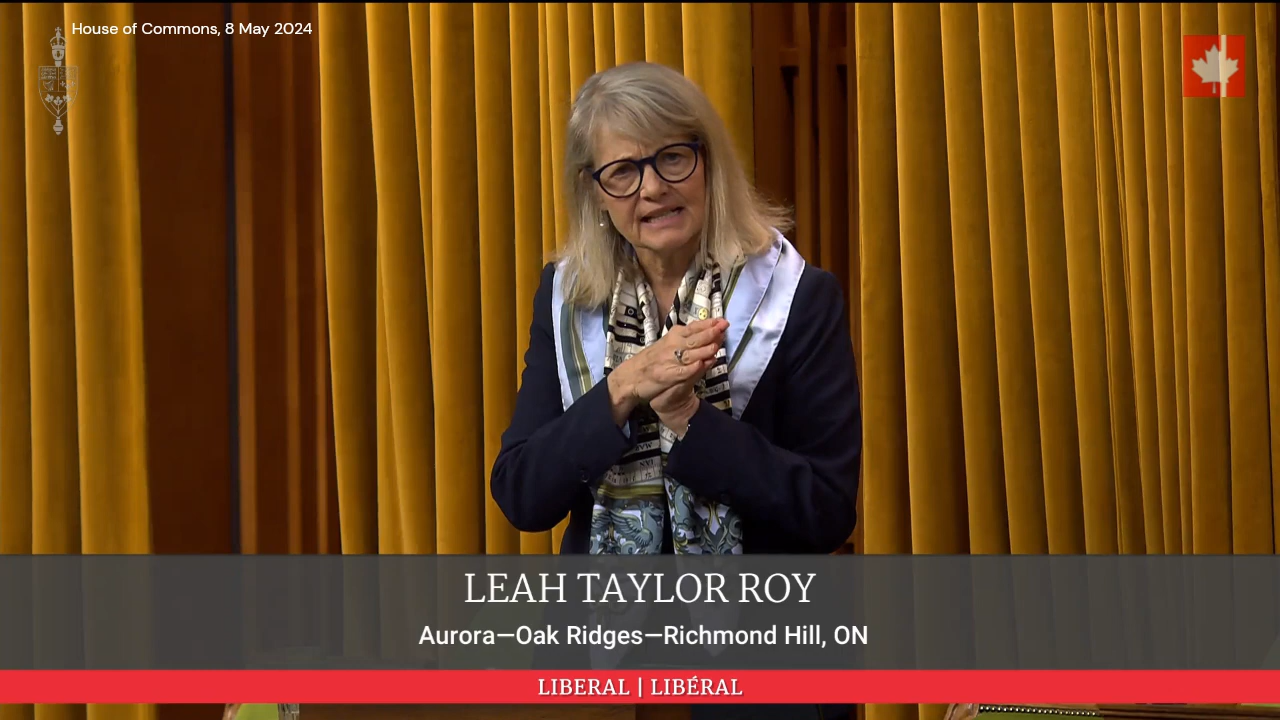 House of Commons, 8 May 2024
LEAH TAYLOR ROY
Aurora—Oak Ridges—Richmond Hill, ON
LIBERAL | LIBÉRAL